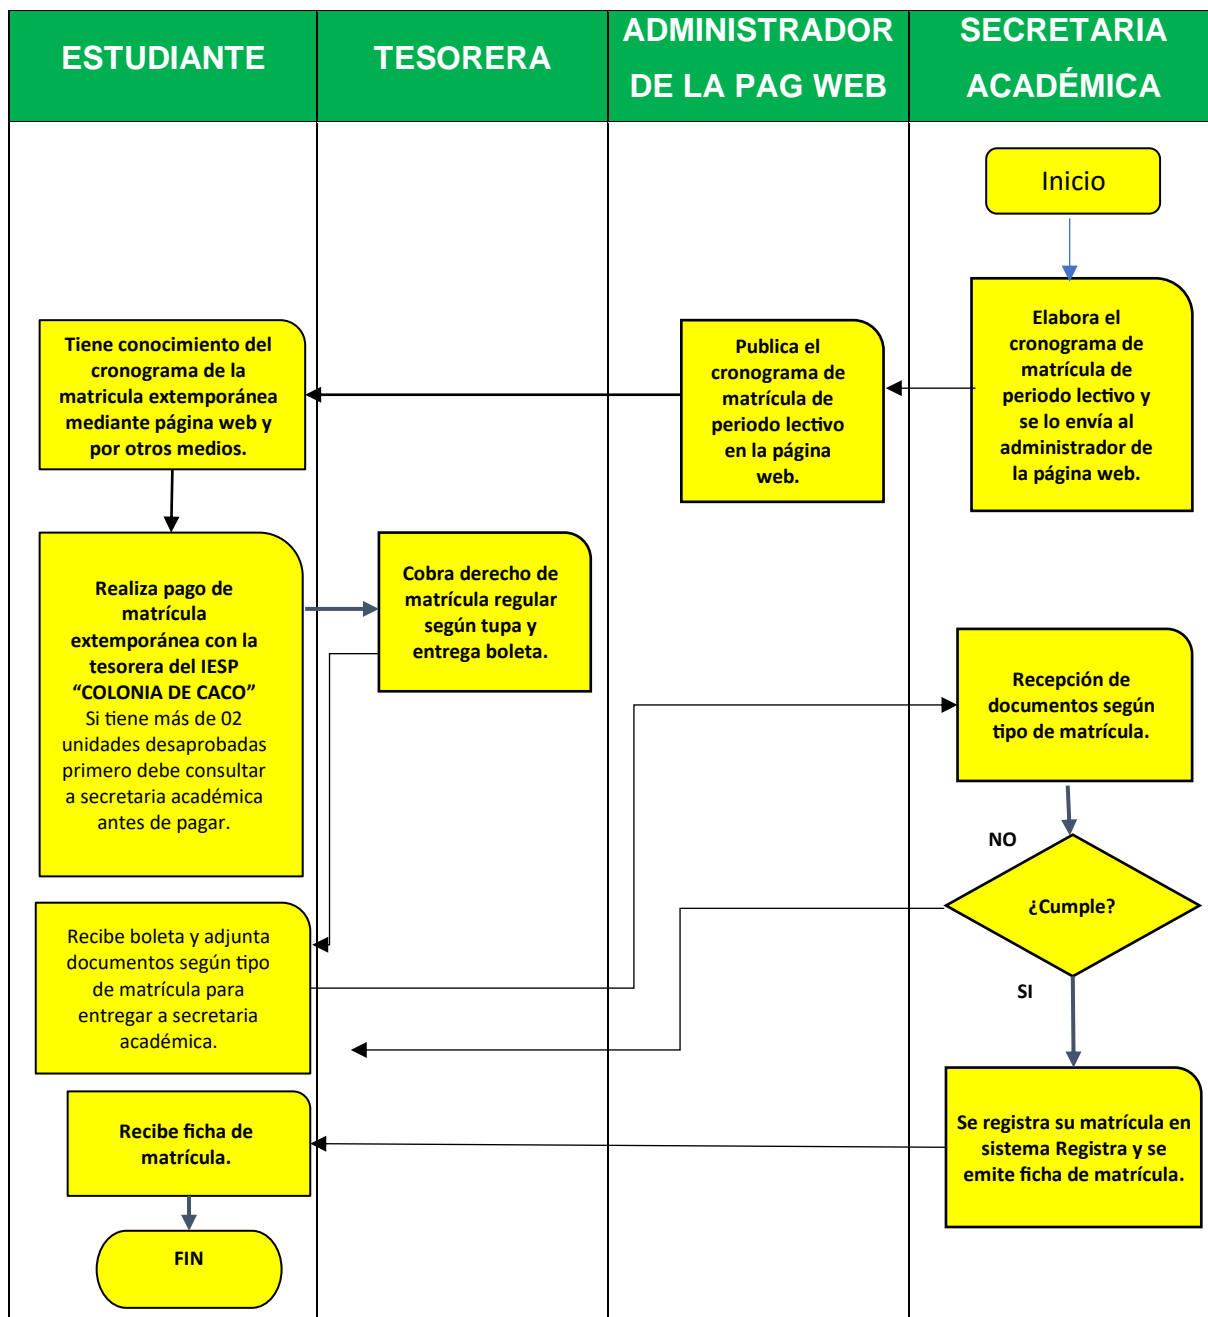 ESTUDIANTE
TESORERA
ADMINISTRADOR
DE LA PAG WEB
SECRETARIA
ACADÉMICA
Inicio
Elabora el
cronograma de
matrícula de
periodo lectivo y
se lo envía al
administrador de
la página web.
Publica el
cronograma de
matrícula de
periodo lectivo
en la página
web.
Tiene conocimiento del
cronograma de la
matricula extemporánea
mediante página web y
por otros medios.
Realiza pago de
matrícula
extemporánea con la
tesorera del IESP
“COLONIA DE CACO”
Si tiene más de 02
unidades desaprobadas
primero debe consultar
a secretaria académica
antes de pagar.
Cobra derecho de
matrícula regular
según tupa y
entrega boleta.
Recepción de
documentos según
tipo de matrícula.
NO
¿Cumple?
SI
Recibe boleta y adjunta
documentos según tipo
de matrícula para
entregar a secretaria
académica.
Se registra su matrícula en
sistema Registra y se
emite ficha de matrícula.
Recibe ficha de
matrícula.
FIN